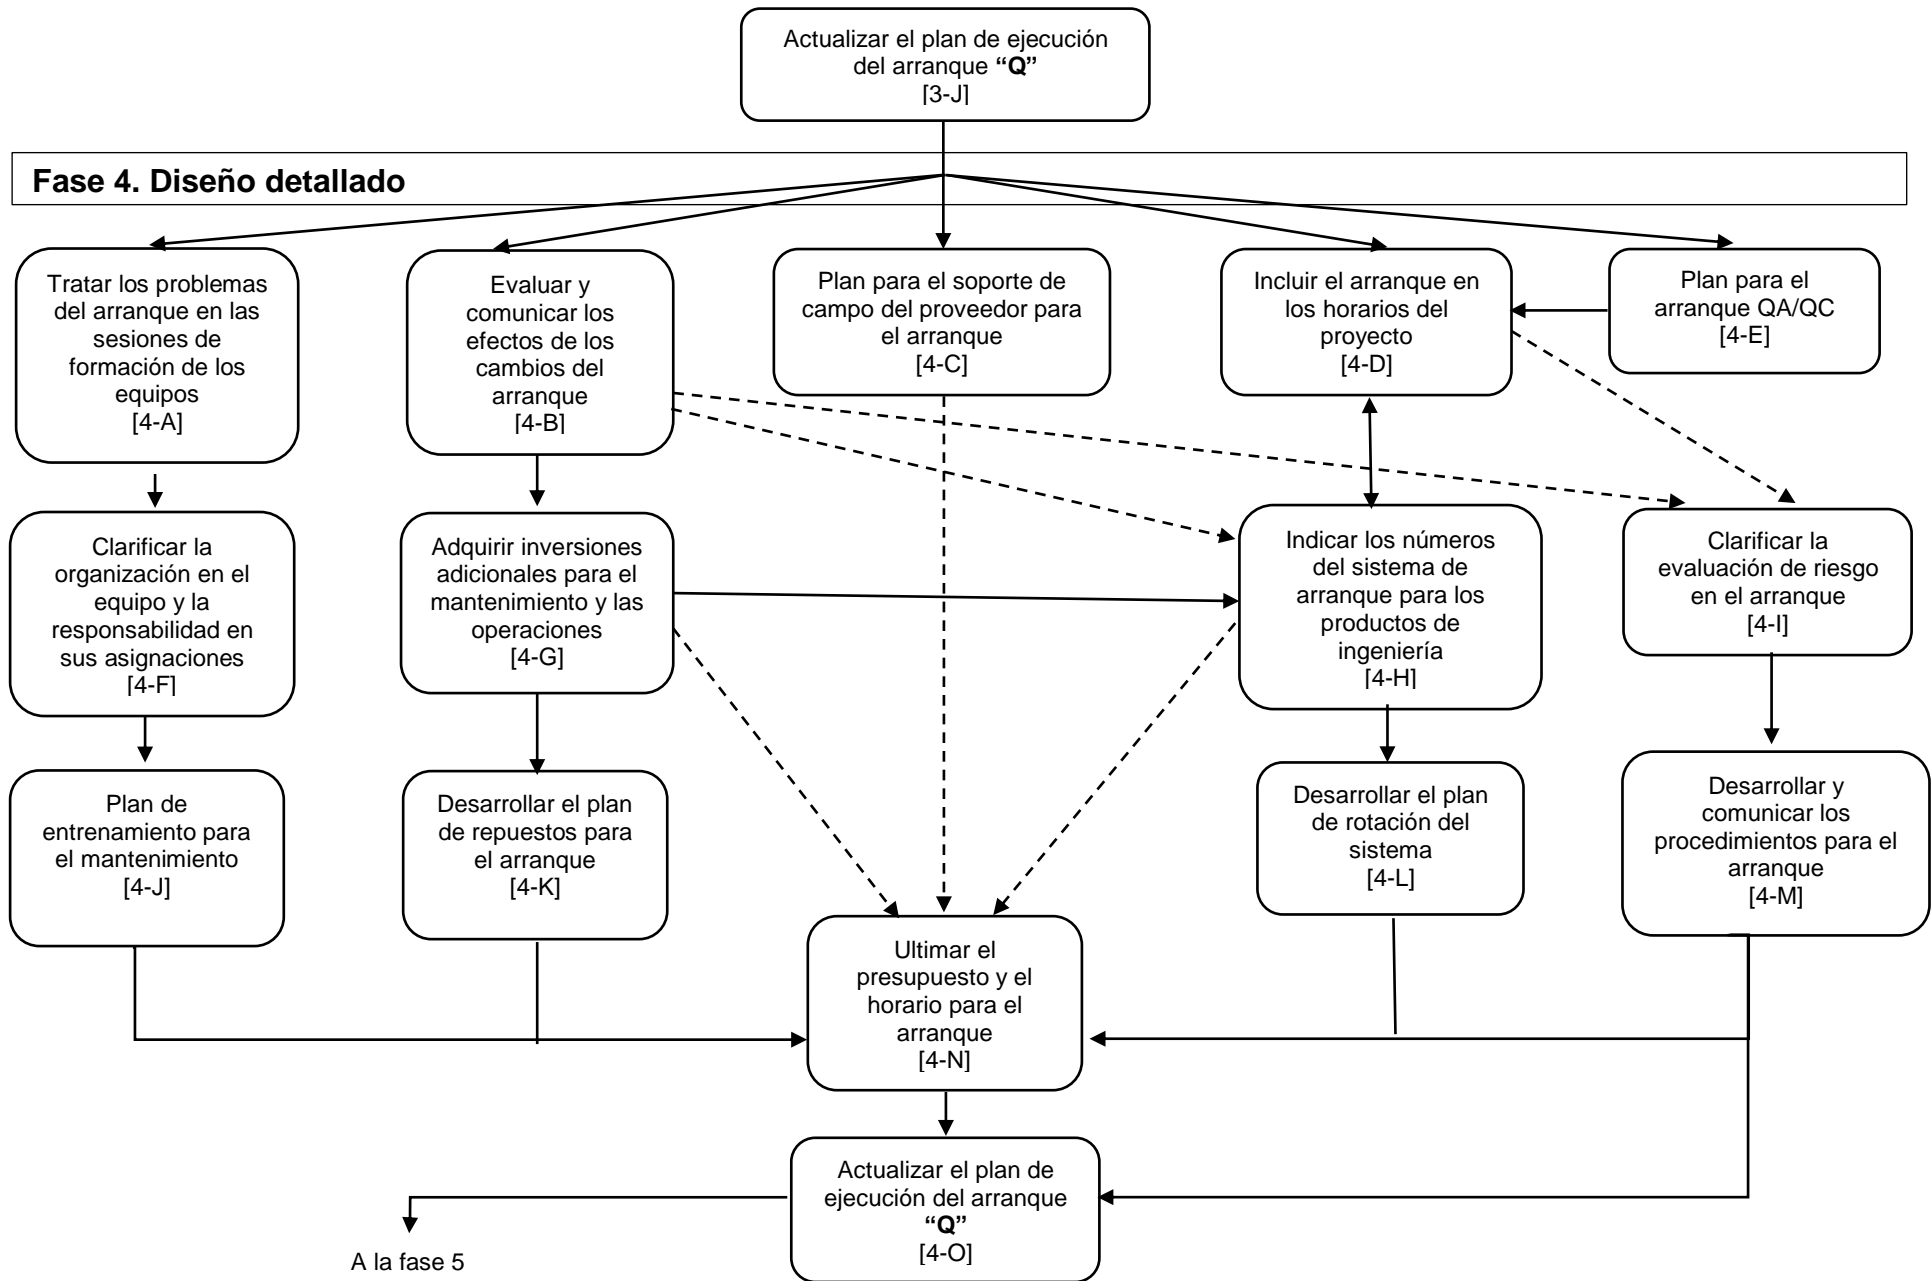 Actualizar el plan de ejecución
del arranque “Q”
[3-J]
Fase 4. Diseño detallado
Tratar los problemas
del arranque en las
sesiones de
formación de los
equipos
[4-A]
Evaluar y
comunicar los
efectos de los
cambios del
arranque
[4-B]
Plan para el soporte de
campo del proveedor para
el arranque
[4-C]
Incluir el arranque en
los horarios del
proyecto
[4-D]
Plan para el
arranque QA/QC
[4-E]
Clarificar la
organización en el
equipo y la
responsabilidad en
sus asignaciones
[4-F]
Adquirir inversiones
adicionales para el
mantenimiento y las
operaciones
[4-G]
Indicar los números
del sistema de
arranque para los
productos de
ingeniería
[4-H]
Clarificar la
evaluación de riesgo
en el arranque
[4-I]
Plan de
entrenamiento para
el mantenimiento
[4-J]
Desarrollar el plan
de repuestos para
el arranque
[4-K]
Desarrollar el plan
de rotación del
sistema
[4-L]
Desarrollar y
comunicar los
procedimientos para el
arranque
[4-M]
Ultimar el
presupuesto y el
horario para el
arranque
[4-N]
Actualizar el plan de
ejecución del arranque
“Q”
[4-O]
A la fase 5